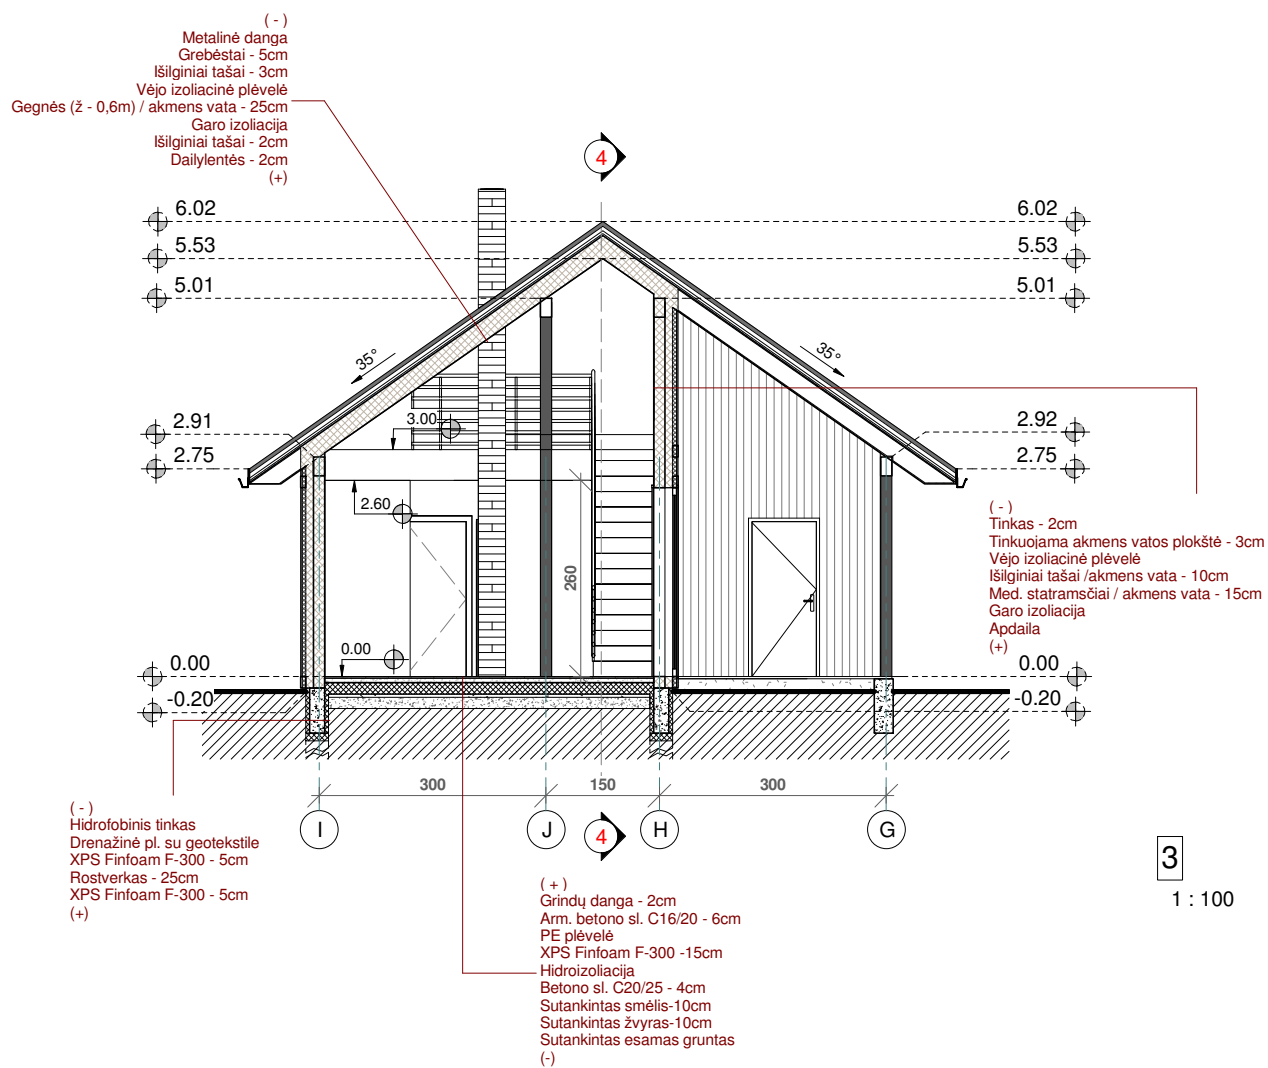 ( - )
Metalinė danga
Grebėstai - 5cm
Išilginiai tašai - 3cm
Vėjo izoliacinė plėvelė
Gegnės (ž - 0,6m) / akmens vata - 25cm
Garo izoliacija
Išilginiai tašai - 2cm
Dailylentės - 2cm
(+)
4
6.02
6.02
5.53
5.53
5.01
5.01
35°
35°
3.00
2.91
2.92
2.75
2.75
2.60
260
( - )
Tinkas - 2cm
Tinkuojama akmens vatos plokštė - 3cm
Vėjo izoliacinė plėvelė
Išilginiai tašai /akmens vata - 10cm
Med. statramsčiai / akmens vata - 15cm
Garo izoliacija
Apdaila
(+)
0.00
0.00
0.00
-0.20
-0.20
300
150
300
I
J
H
G
4
( - )
Hidrofobinis tinkas
Drenažinė pl. su geotekstile
XPS Finfoam F-300 - 5cm
Rostverkas - 25cm
XPS Finfoam F-300 - 5cm
(+)
( + )
Grindų danga - 2cm
Arm. betono sl. C16/20 - 6cm
PE plėvelė
XPS Finfoam F-300 -15cm
Hidroizoliacija
Betono sl. C20/25 - 4cm
Sutankintas smėlis-10cm
Sutankintas žvyras-10cm
Sutankintas esamas gruntas
(-)
3
1 : 100